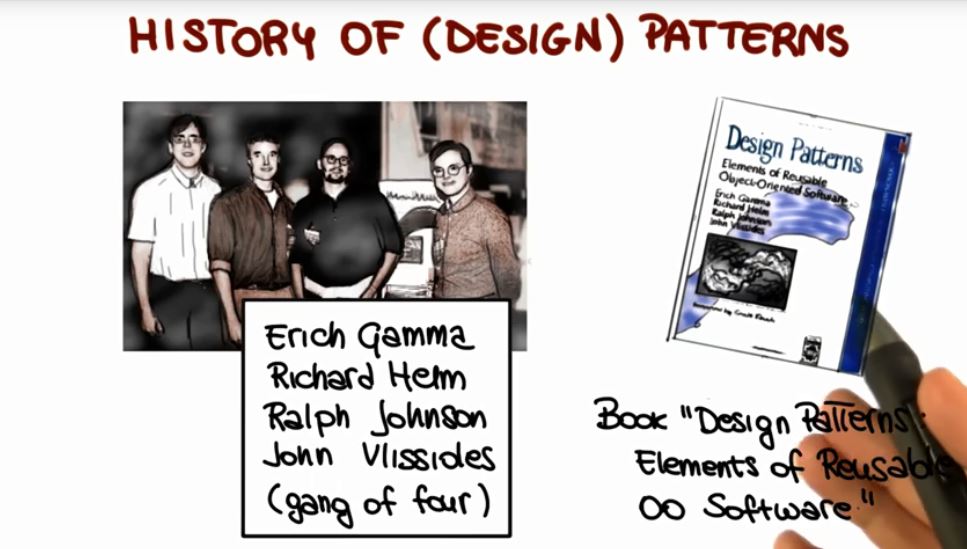 HISTORY OF (DESIGN) PATTERNS
Erich Gamma
Richard Helm
Ralph Johnson
John Vlissides
(gang of four)
Design Patterns
Elements of Reusable
Object-Oriented Software
Erich Gamma
Richard Helm
Ralph Johnson
John Vlissides
Book "Design Patterns:
Elements of Reusable
OO Software"